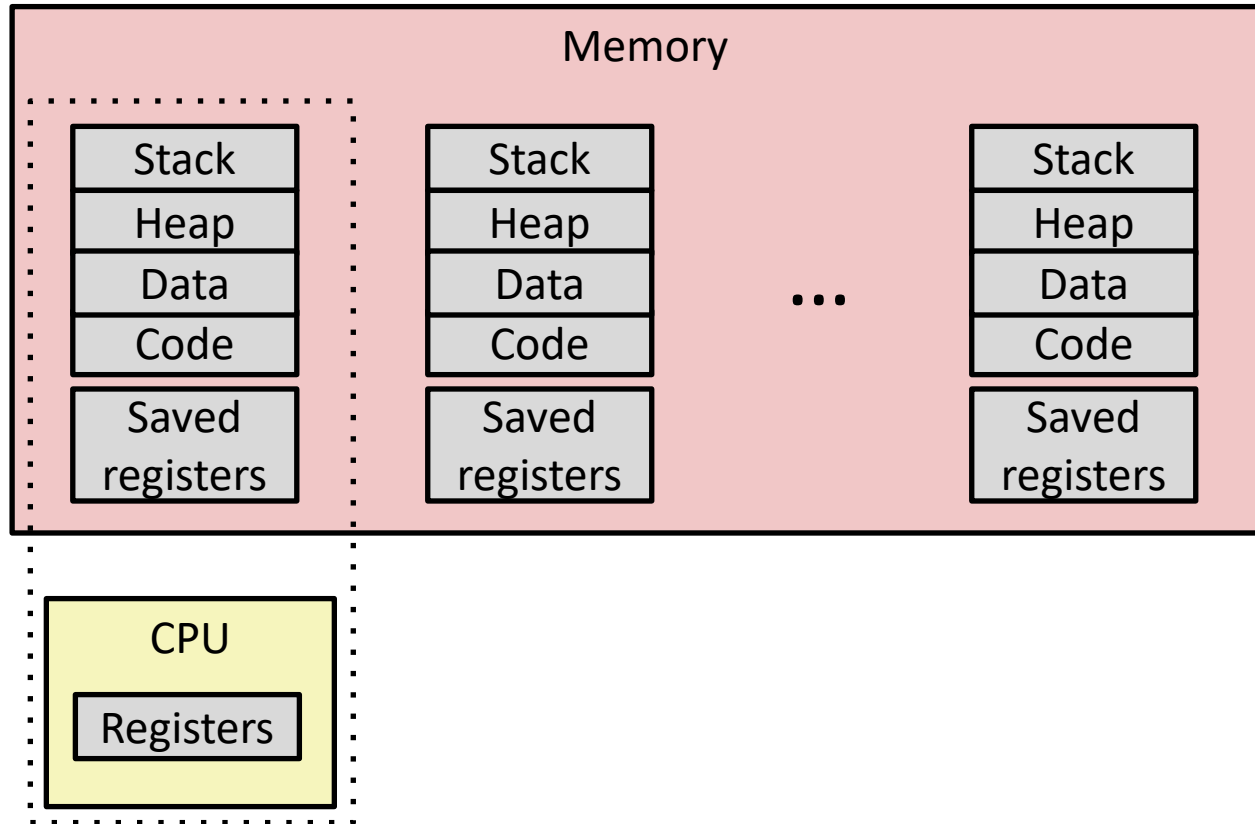 Memory
Stack
Heap
Data
Code
Saved
registers
Stack
Heap
Data
Code
Saved
registers
...
Stack
Heap
Data
Code
Saved
registers
CPU
Registers